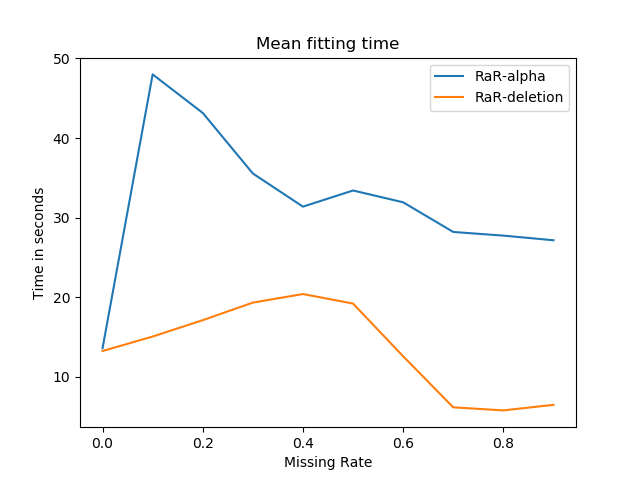 Mean fitting time
RaR-alpha
RaR-deletion
Time in seconds
50
40
30
20
10
0.0 0.2 0.4 0.6 0.8
Missing Rate